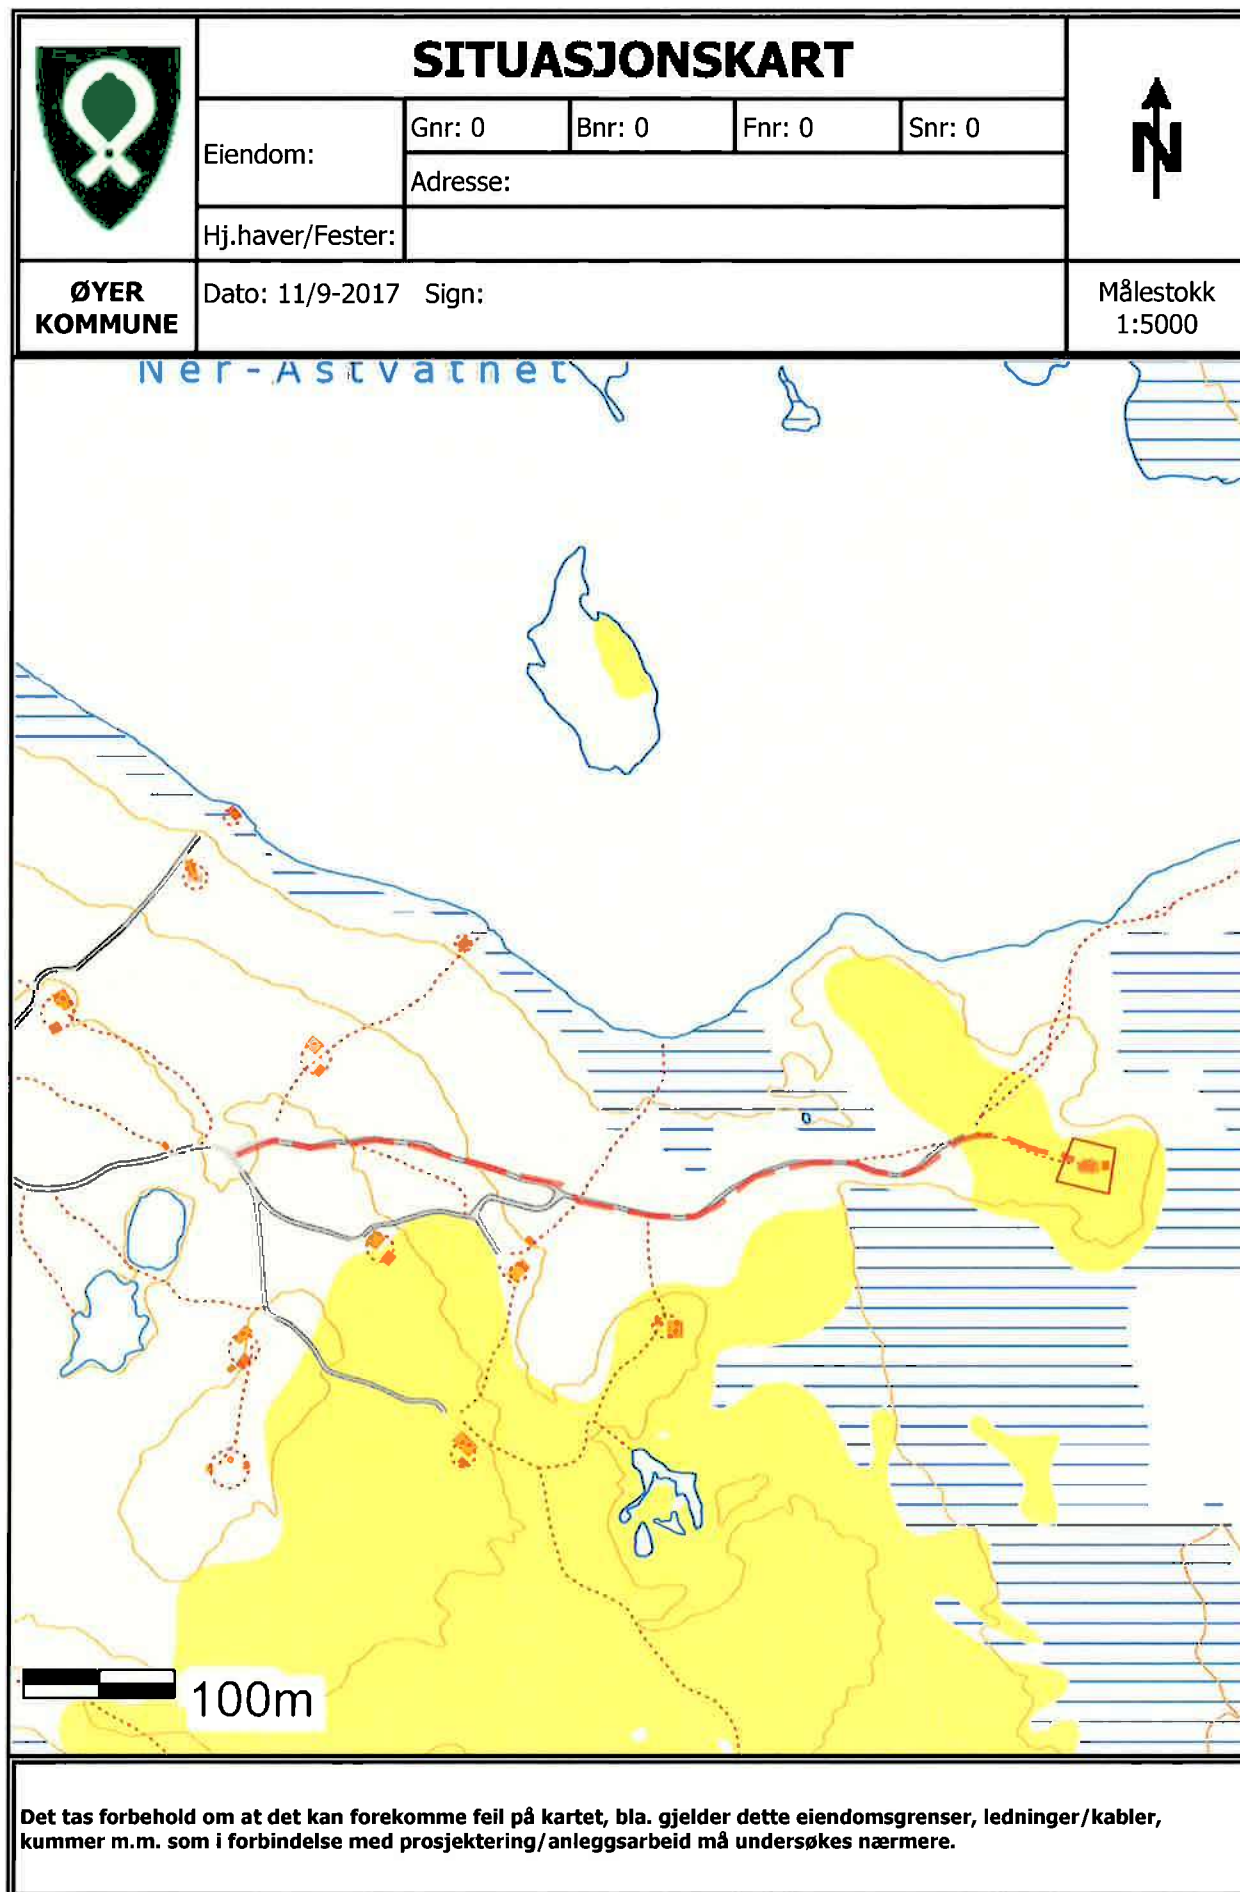 SITUASJONSKART
Eiendom:
Gnr: 0
Bnr: 0
Fnr: 0
Snr: 0
Adresse:
Hj.haver/Fester:
N
ØYER
KOMMUNE
Dato: 11/9-2017 Sign:
Målestokk
1:5000
Ner-Åstvatnet
100m
Det tas forbehold om at det kan forekomme feil på kartet, bla. gjelder dette eiendomsgrenser, ledninger/kabler,
kummer m.m. som i forbindelse med prosjektering/anleggsarbeid må undersøkes nærmere.